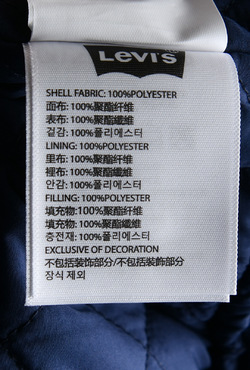 Levi's
SHELL FABRIC: 100%POLYESTER
面布: 100%聚酯纤维
表布: 100%聚酯纖維
겉감: 100%폴리에스터
LINING: 100%POLYESTER
里布: 100%聚酯纤维
裡布: 100%聚酯纖維
안감: 100%폴리에스터
FILLING: 100%POLYESTER
填充物:100%聚酯纤维
填充物: 100%聚酯纖維
충전재: 100%폴리에스터
EXCLUSIVE OF DECORATION
不包括装饰部分/不包括裝飾部分
장식 제외